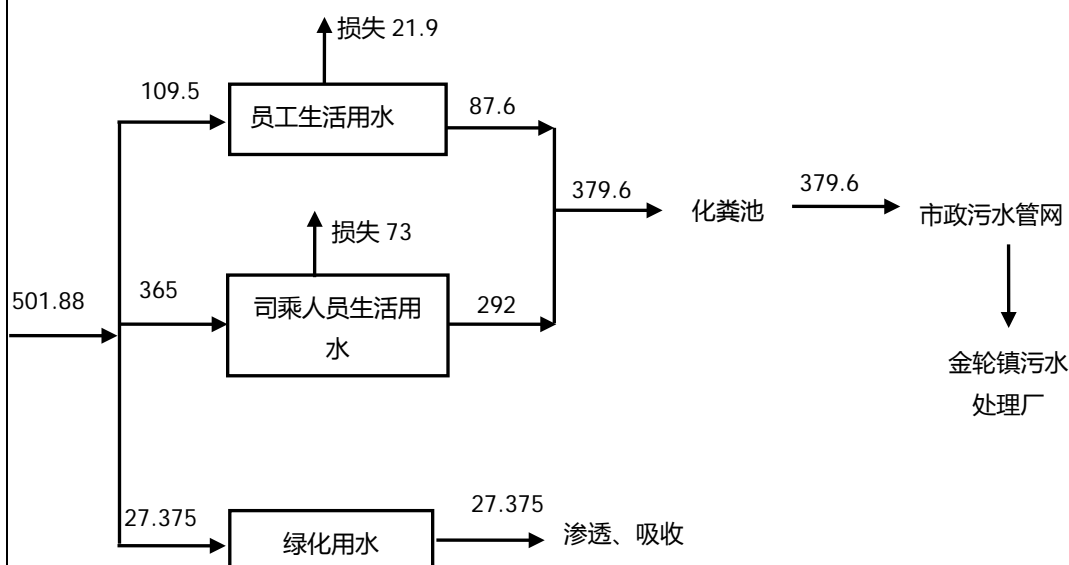 损失 21.9
109.5
员工生活用水
87.6
379.6
化粪池
379.6
市政污水管网
损失 73
501.88
365
司乘人员生活用
水
292
金轮镇污水
处理厂
27.375
绿化用水
27.375
渗透、吸收